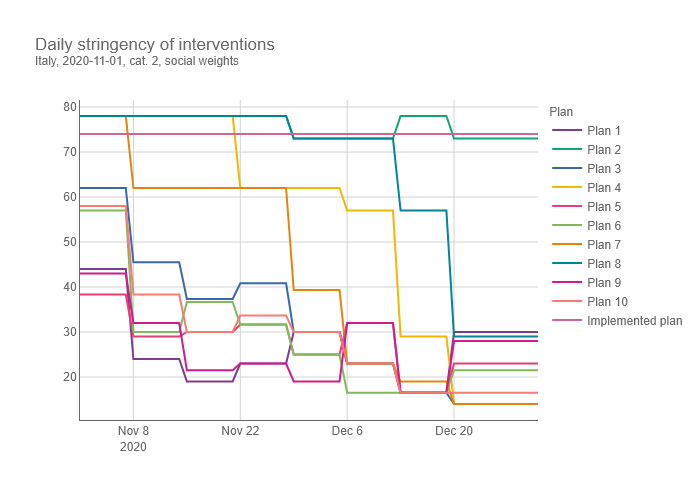 Daily stringency of interventions
Italy, 2020-11-01, cat. 2, social weights
80
70
60
50
40
30
20
Nov 8
2020
Nov 22
Dec 6
Dec 20
Plan
Plan 1
Plan 2
Plan 3
Plan 4
Plan 5
Plan 6
Plan 7
Plan 8
Plan 9
Plan 10
Implemented plan